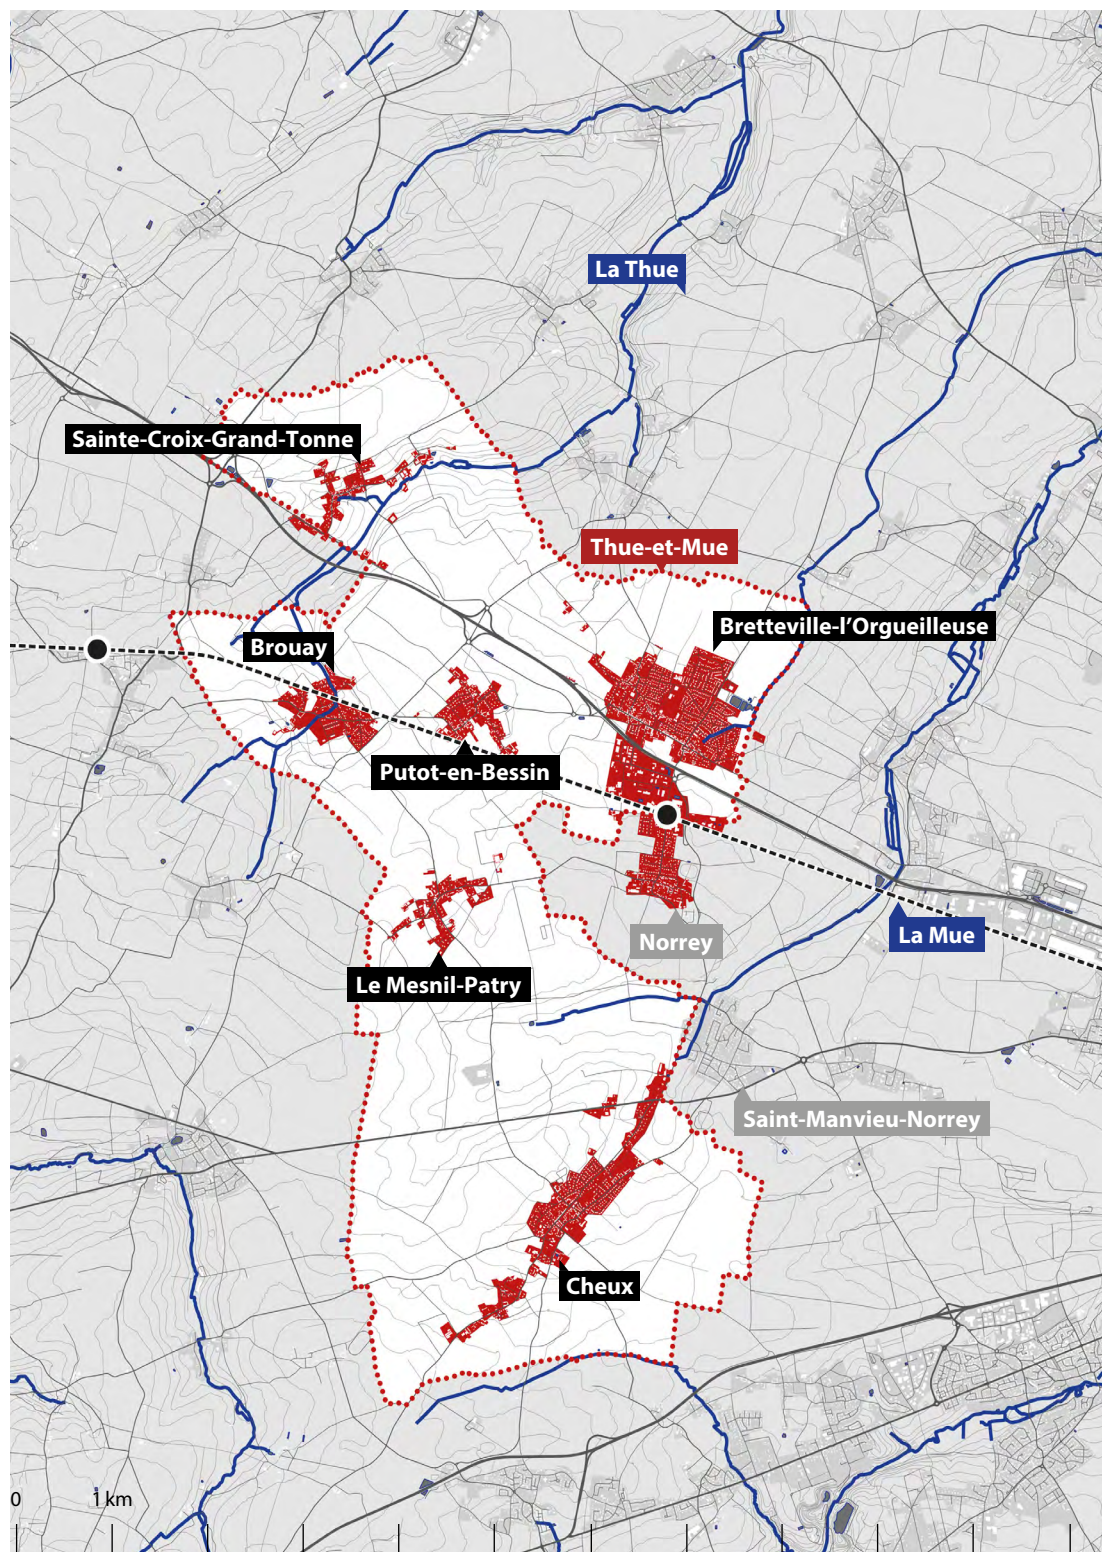 La Thue
Sainte-Croix-Grand-Tonne
Thue-et-Mue
Bretteville-l’Orgueilleuse
Brouay
Putot-en-Bessin
Norrey
La Mue
Le Mesnil-Patry
Saint-Manvieu-Norrey
Cheux
0 1 km